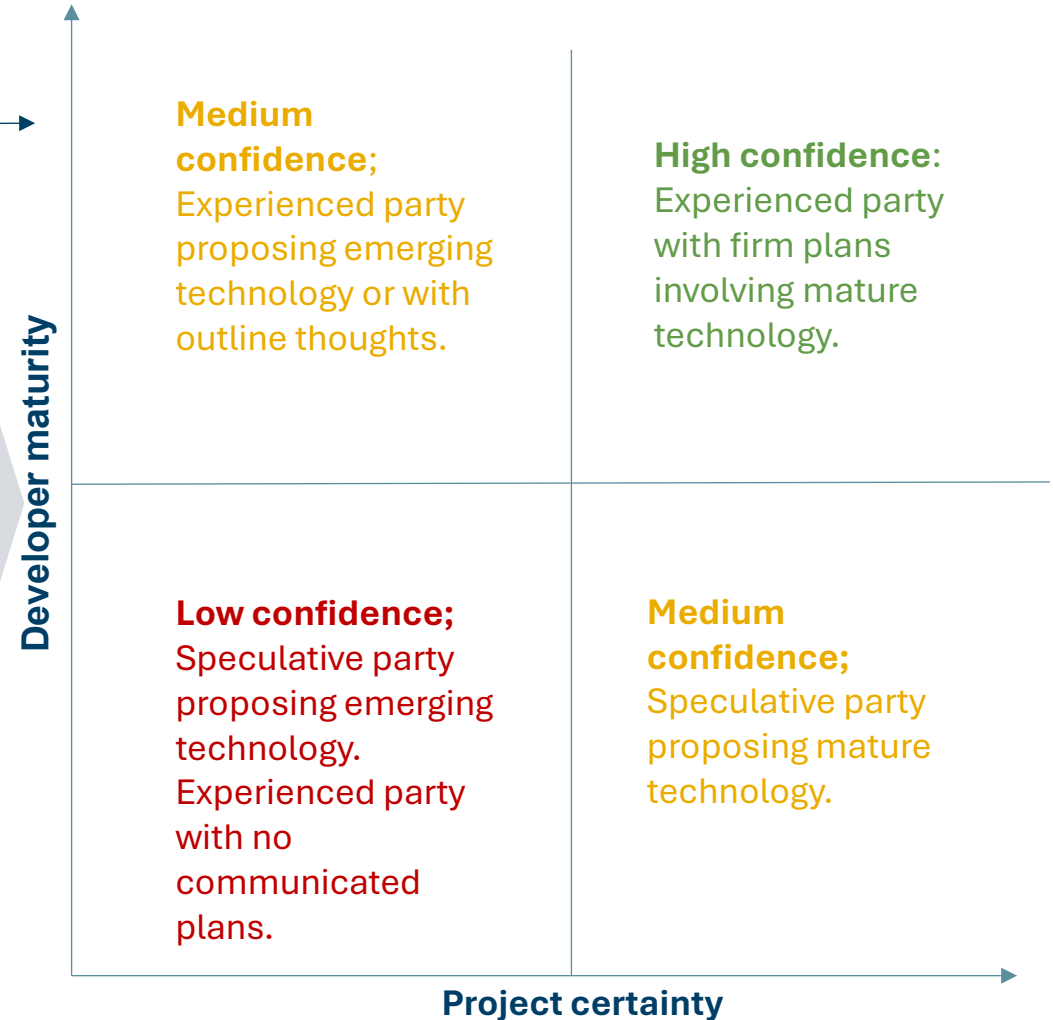 Medium
confidence;
Experienced party
proposing emerging
technology or with
outline thoughts.
High confidence:
Experienced party
with firm plans
involving mature
technology.
Developer maturity
Low confidence;
Speculative party
proposing emerging
technology.
Experienced party
with no
communicated
plans.
Medium
confidence;
Speculative party
proposing mature
technology.
Project certainty